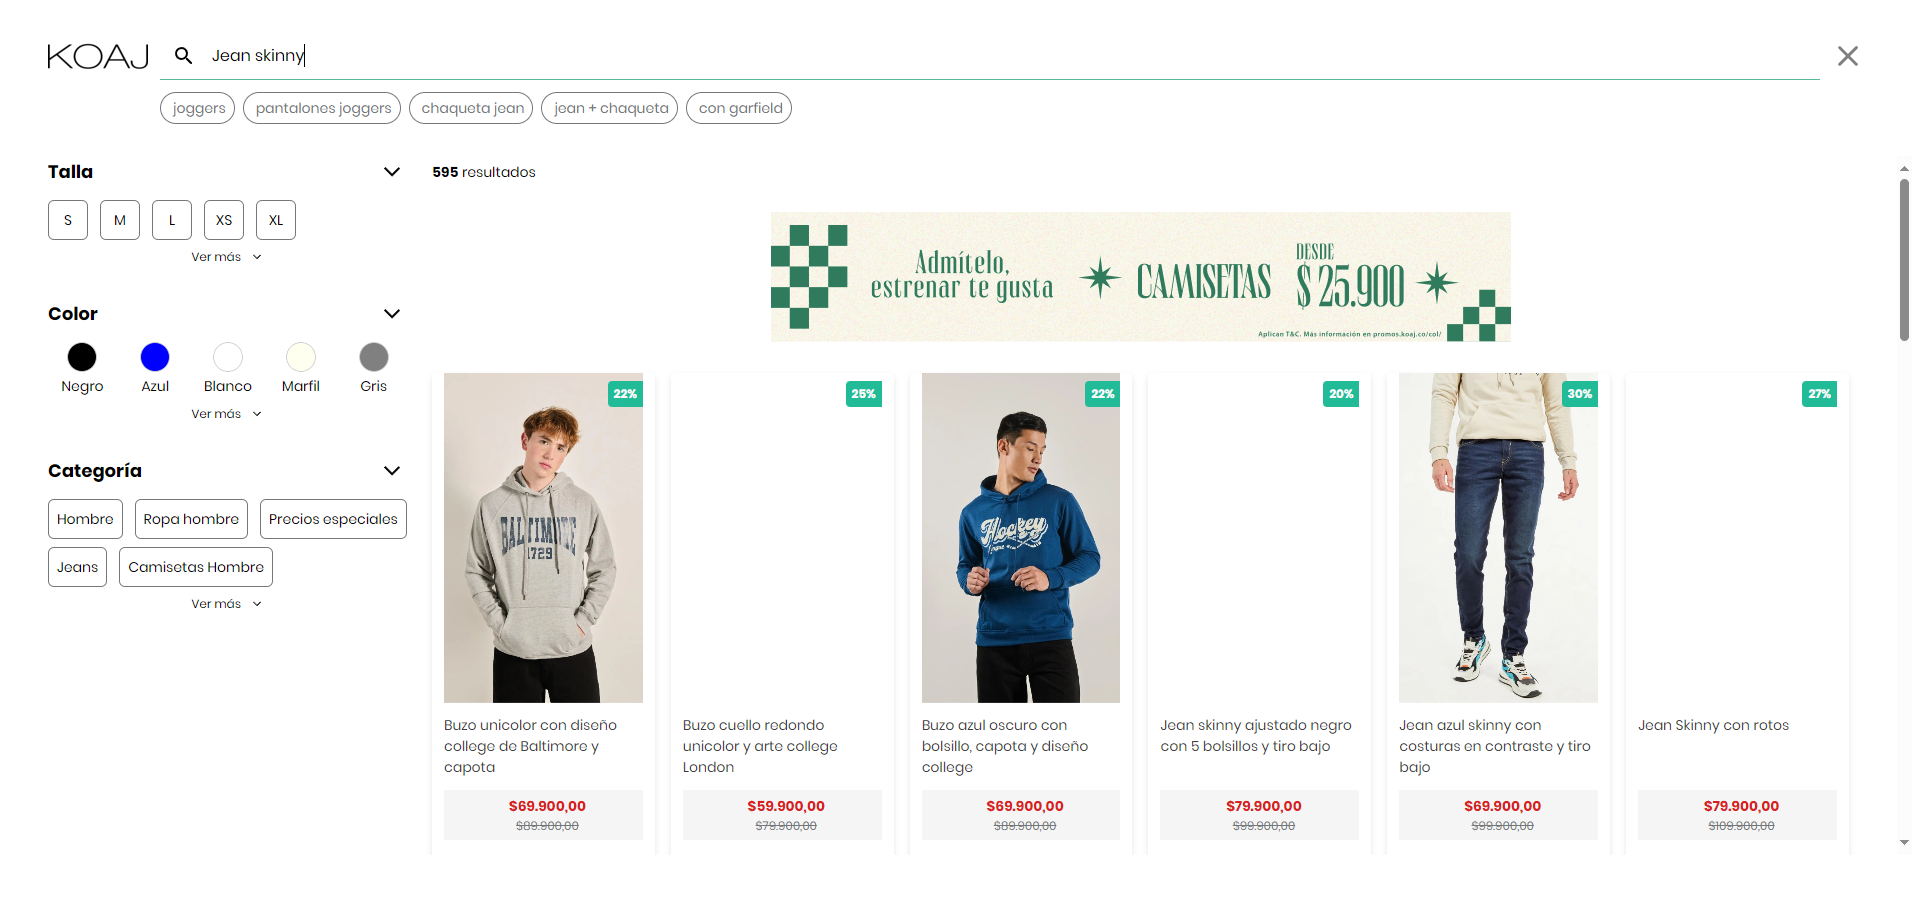 KOAJ
Jean skinny
joggers
pantalones joggers
chaqueta jean
jean + chaqueta
con garfield
Talla
S
M
L
XS
XL
Ver más
Color
Negro
Azul
Blanco
Marfil
Gris
Ver más
Categoría
Hombre
Ropa hombre
Precios especiales
Jeans
Camisetas Hombre
Ver más
595 resultados
Admítelo,
estrenar te gusta
CAMISETAS
DESDE
$ 25.900
Aplican T&C. Más información en promos.koaj.co/col/
22%
BALTIMORE
1729
Buzo unicolor con diseño
college de Baltimore y
capota
$69.900,00
$89.900,00
25%
Buzo cuello redondo
unicolor y arte college
London
$59.900,00
$79.900,00
22%
Hockey
Buzo azul oscuro con
bolsillo, capota y diseño
college
$69.900,00
$89.900,00
20%
Jean skinny ajustado negro
con 5 bolsillos y tiro bajo
$79.900,00
$99.900,00
30%
Jean azul skinny con
costuras en contraste y tiro
bajo
$69.900,00
$99.900,00
27%
Jean Skinny con rotos
$79.900,00
$109.900,00